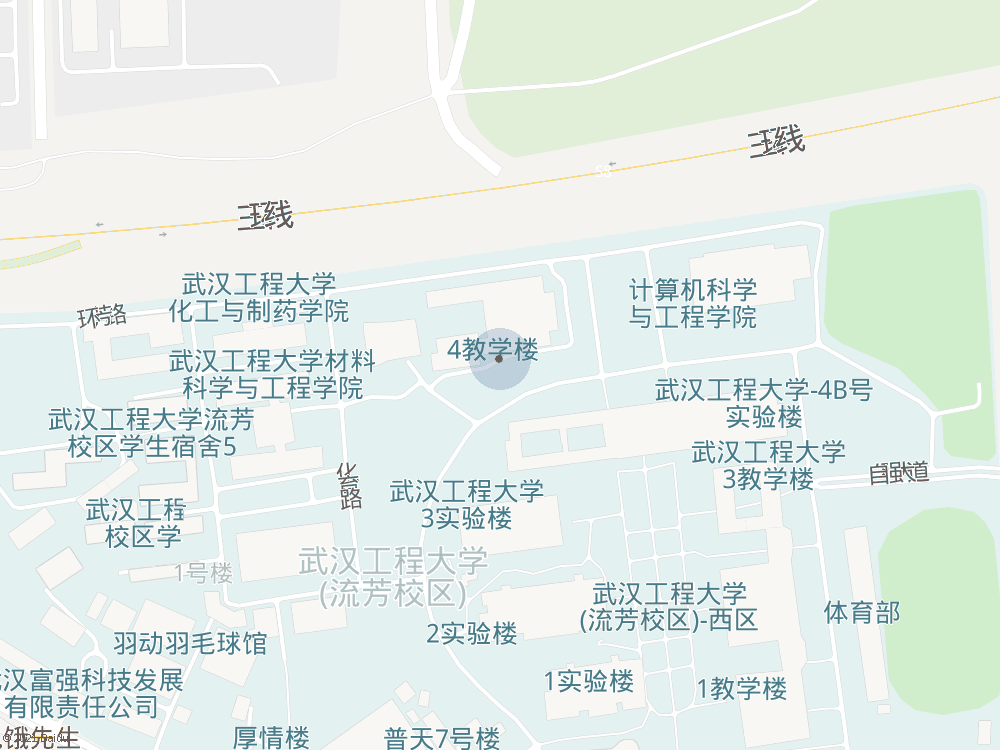 三环线
55
三环线
武汉工程大学
化工与制药学院
计算机科学
与工程学院
环秀路
4教学楼
武汉工程大学材料
科学与工程学院
武汉工程大学-4B号
实验楼
武汉工程大学流芳
校区学生宿舍5
武汉工程大学
3教学楼
自强大道
化会路
武汉工程大学
3实验楼
武汉工程
校区学
武汉工程大学
(流芳校区)
1号楼
武汉工程大学
(流芳校区)-西区
体育部
2实验楼
羽动羽毛球馆
汉富强科技发展
有限责任公司
1实验楼
1教学楼
饿先生
© 2021 Baidu
厚情楼
普天7号楼